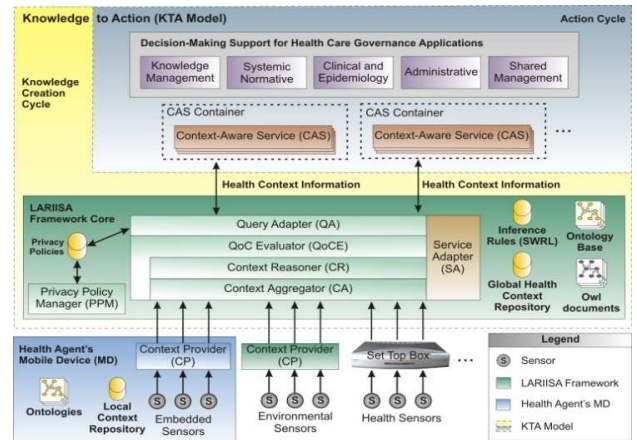 Knowledge to Action (KTA Model)
Action Cycle
Knowledge
Creation
Cycle
Decision-Making Support for Health Care Governance Applications
Knowledge
Management
Systemic
Normative
Clinical and
Epidemiology
Administrative
Shared
Management
CAS Container
Context-Aware Service (CAS)
CAS Container
Context-Aware Service (CAS)
...
Health Context Information
Health Context Information
LARIISA
Framework Core
Privacy
Policies
Privacy Policy
Manager (PPM)
Query Adapter (QA)
QoC Evaluator (QoCE)
Context Reasoner (CR)
Context Aggregator (CA)
Service
Adapter
(SA)
Inference
Rules (SWRL)
Ontology
Base
Global Health
Context
Repository
Owl
documents
Health Agent's
Mobile Device (MD)
Context Provider
(CP)
Context Provider
(CP)
Set Top Box
...
Ontologies
Local
Context
Repository
S S S
Embedded
Sensors
S S S
Environmental
Sensors
S S S
Health Sensors
Legend
S Sensor
LARIISA Framework
Health Agent's MD
KTA Model